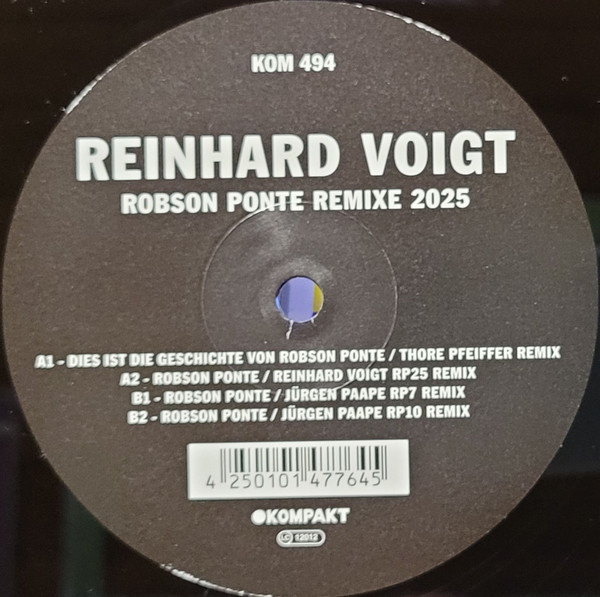 KOM 494
REINHARD VOIGT
ROBSON PONTE REMIXE 2025
A1 - DIES IST DIE GESCHICHTE VON ROBSON PONTE / THORE PFEIFFER REMIX
A2 - ROBSON PONTE / REINHARD VOIGT RP25 REMIX
B1 - ROBSON PONTE / JÜRGEN PAAPE RP7 REMIX
B2 - ROBSON PONTE / JÜRGEN PAAPE RP10 REMIX
4 250101 477645
KOMPAKT
LC 12012